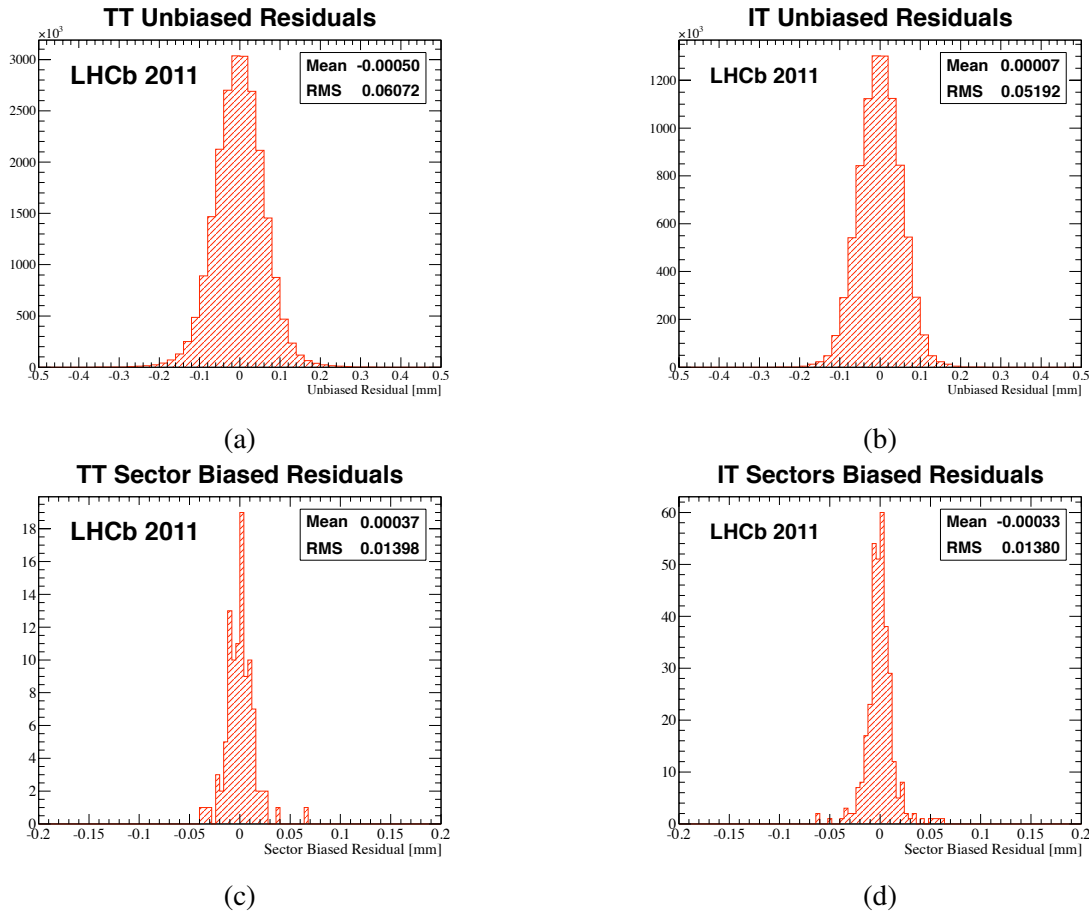 TT Unbiased Residuals
×10³
LHCb 2011
Mean -0.00050
RMS 0.06072
3000
2500
2000
1500
1000
500
0
-0.5 -0.4 -0.3 -0.2 -0.1 0 0.1 0.2 0.3 0.4 0.5
Unbiased Residual [mm]
(a)
IT Unbiased Residuals
×10³
LHCb 2011
Mean 0.00007
RMS 0.05192
1200
1000
800
600
400
200
0
-0.5 -0.4 -0.3 -0.2 -0.1 0 0.1 0.2 0.3 0.4 0.5
Unbiased Residual [mm]
(b)
TT Sector Biased Residuals
LHCb 2011
Mean 0.00037
RMS 0.01398
18
16
14
12
10
8
6
4
2
0
-0.2 -0.15 -0.1 -0.05 0 0.05 0.1 0.15 0.2
Sector Biased Residual [mm]
(c)
IT Sectors Biased Residuals
LHCb 2011
Mean -0.00033
RMS 0.01380
60
50
40
30
20
10
0
-0.2 -0.15 -0.1 -0.05 0 0.05 0.1 0.15 0.2
Sector Biased Residual [mm]
(d)